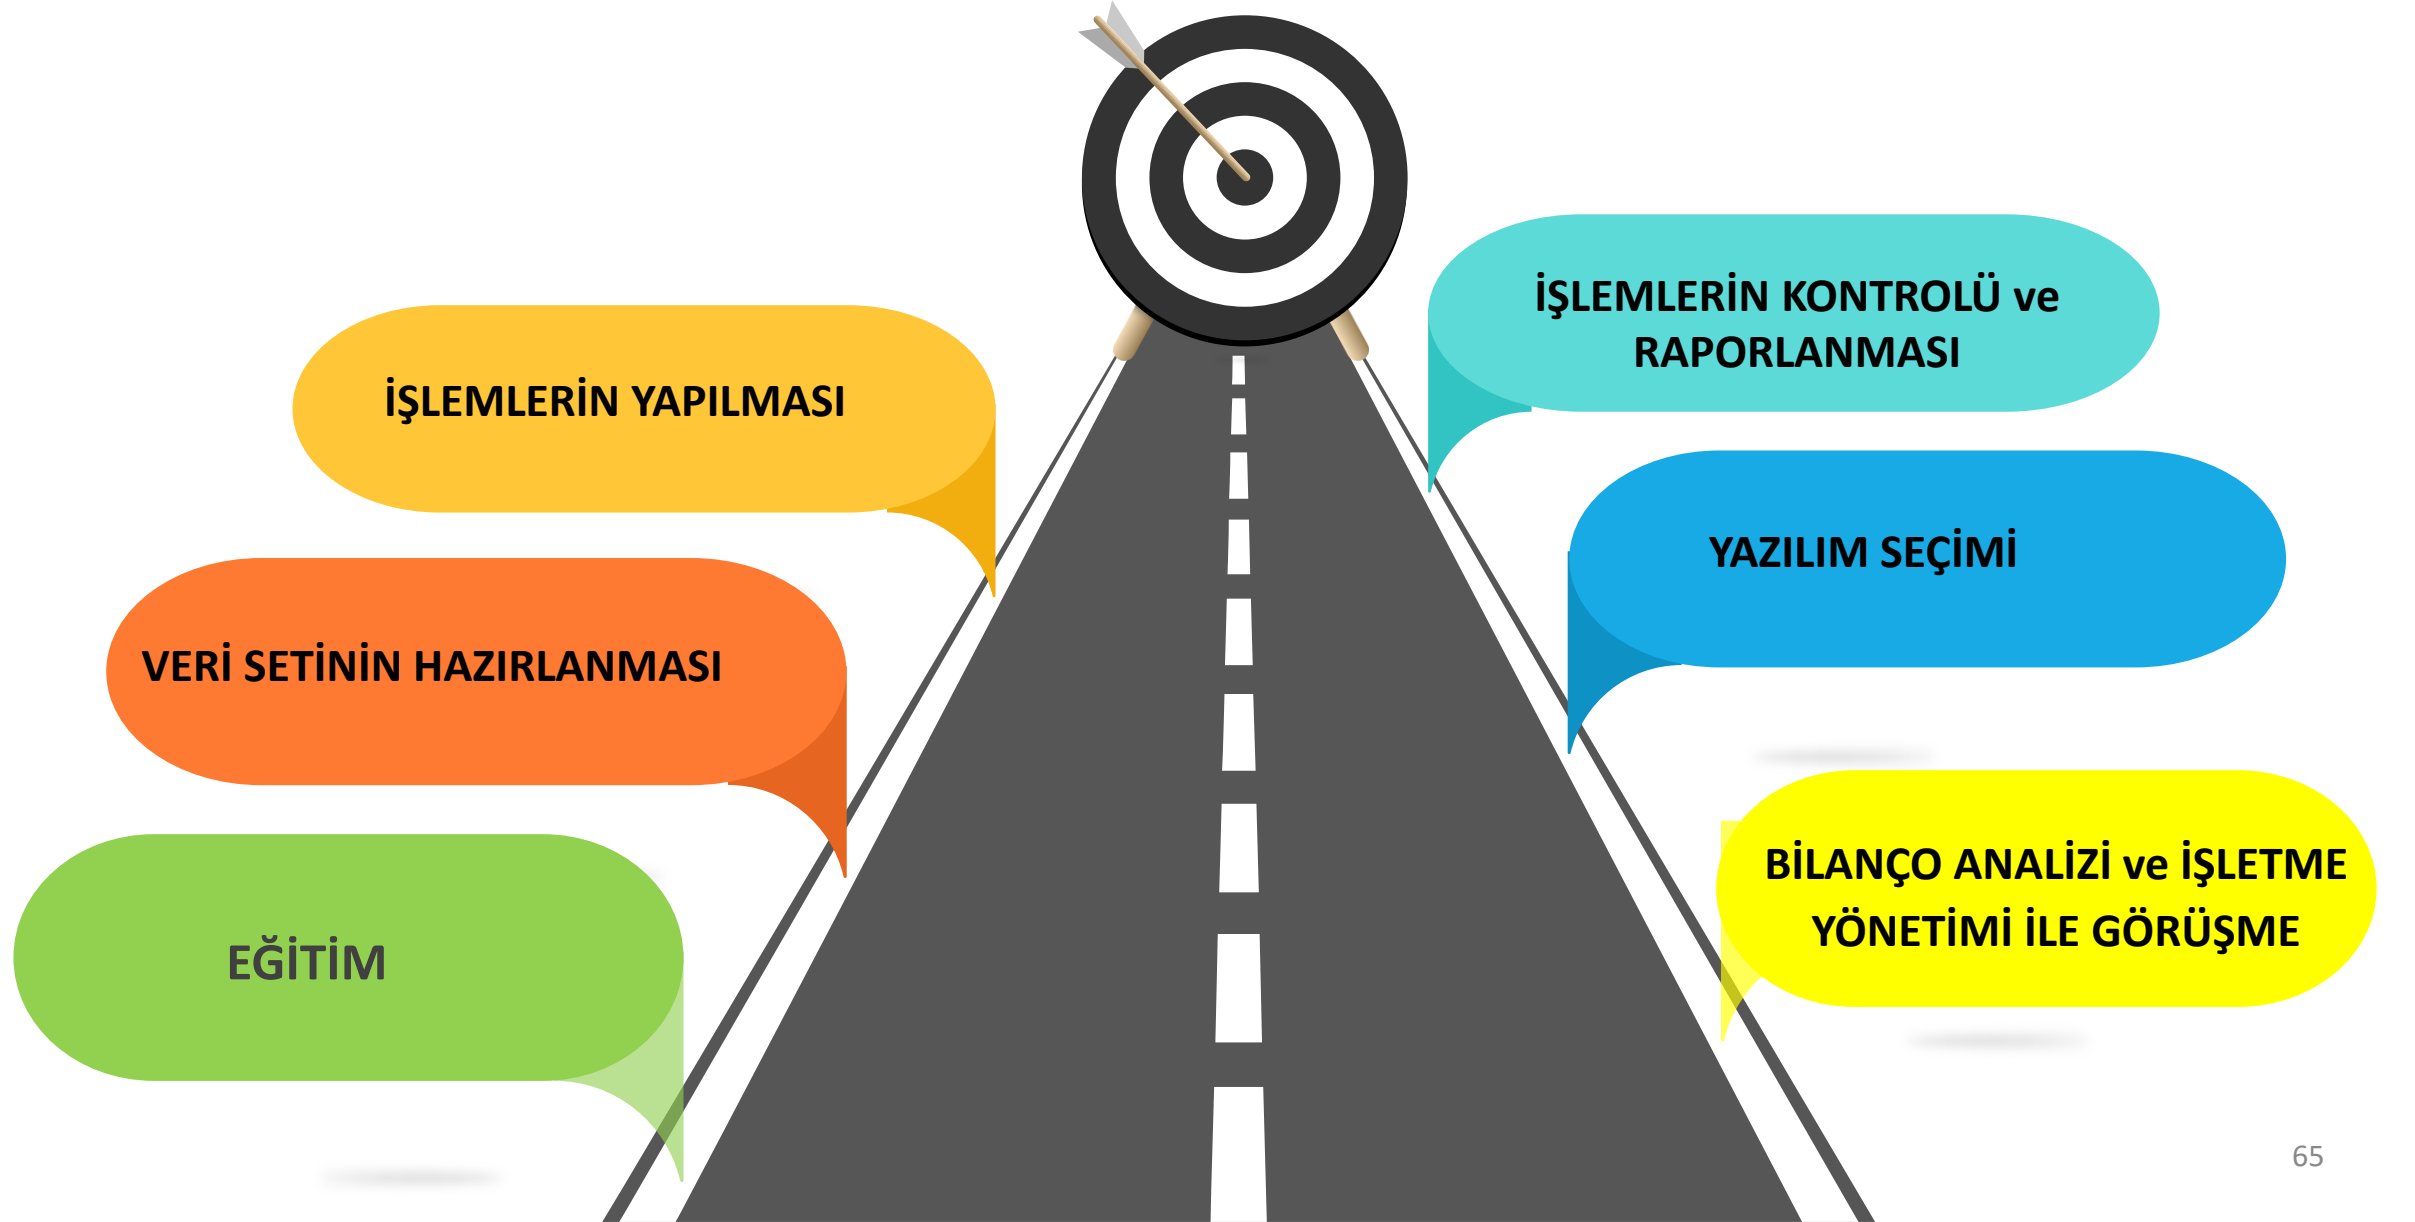 İŞLEMLERİN KONTROLÜ ve
RAPORLANMASI
İŞLEMLERİN YAPILMASI
YAZILIM SEÇİMİ
VERİ SETİNİN HAZIRLANMASI
BİLANÇO ANALİZİ ve İŞLETME
YÖNETİMİ İLE GÖRÜŞME
EĞİTİM
65